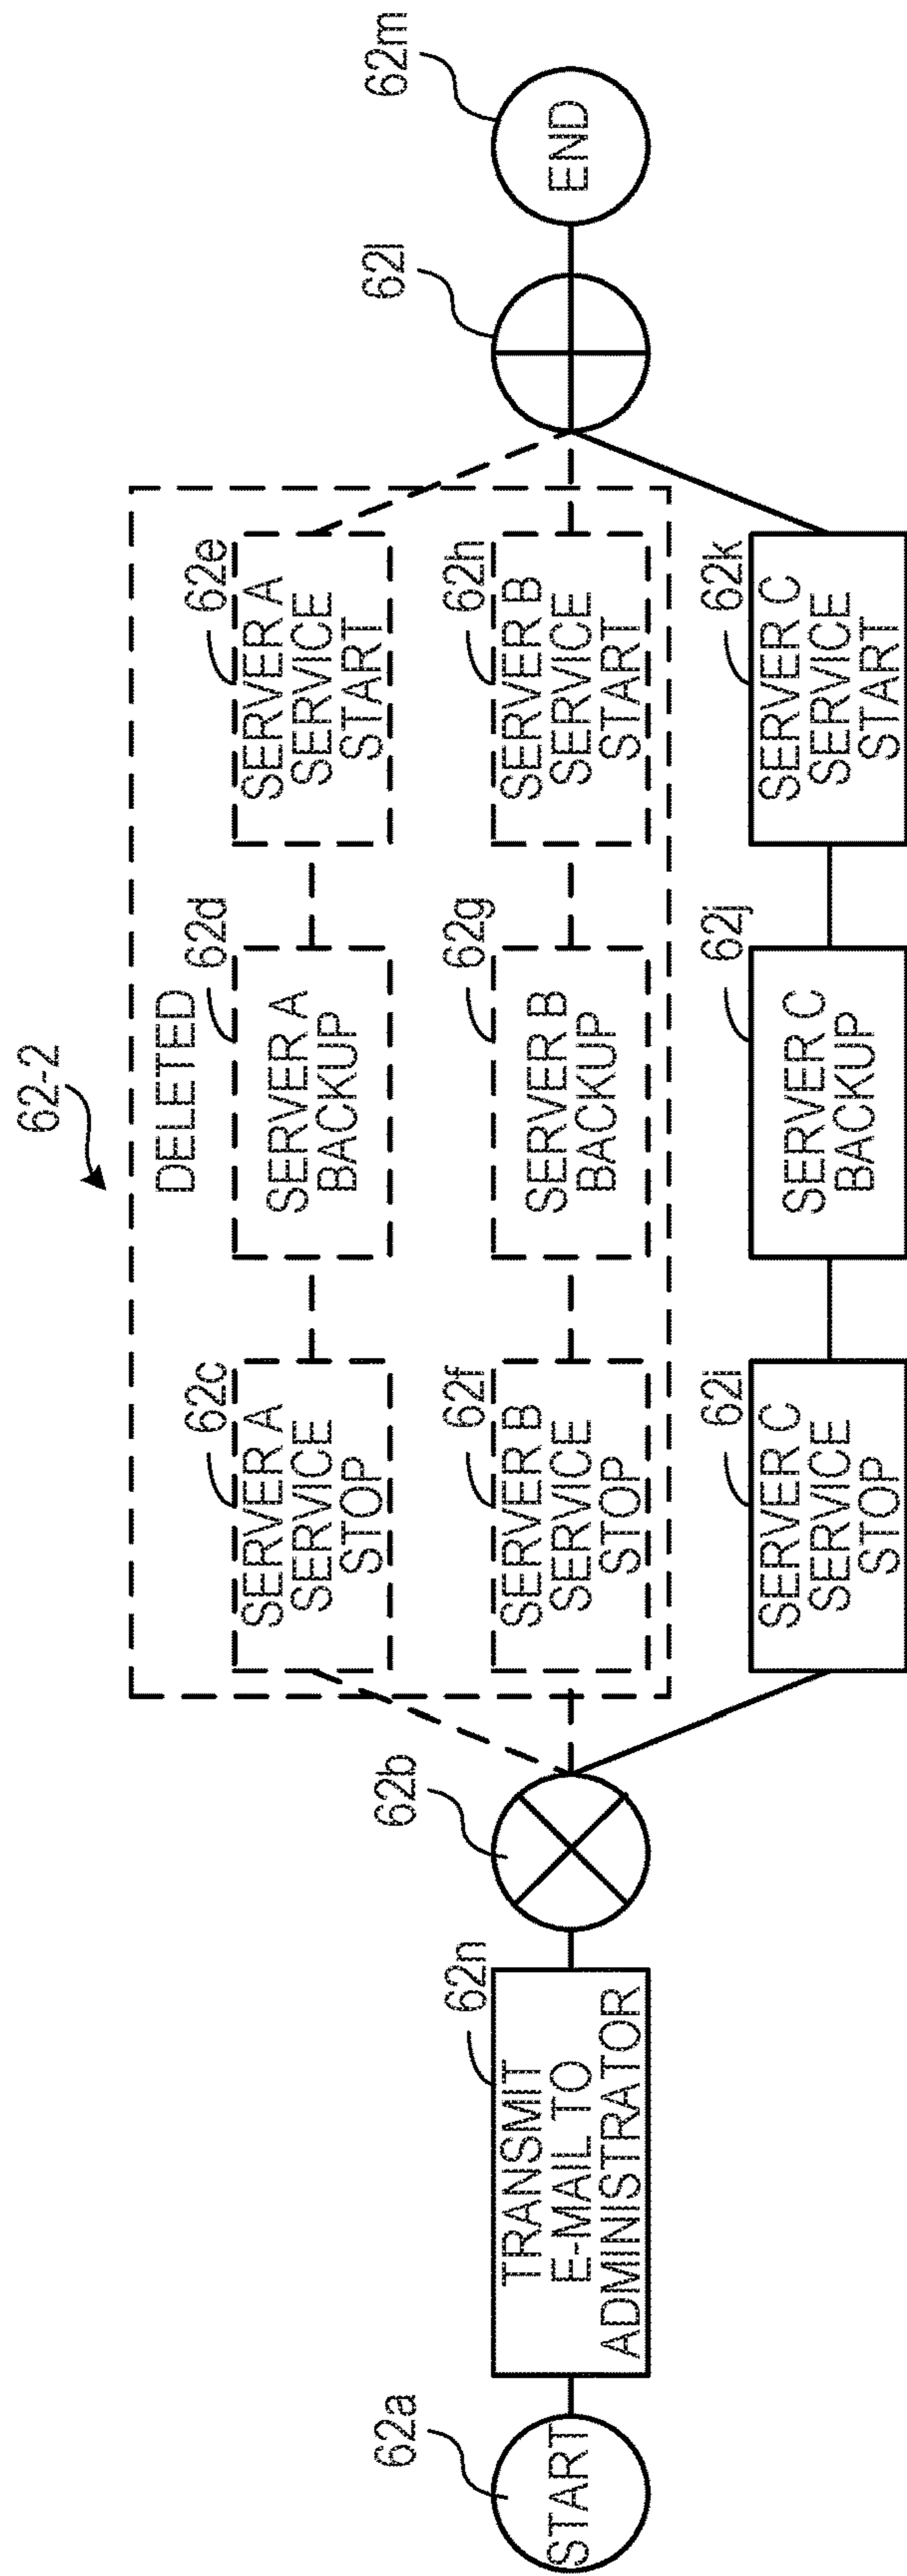 62-2
DELETED
62a
START
62n
TRANSMIT
E-MAIL TO
ADMINISTRATOR
62b
62c
SERVER A
SERVICE
STOP
62d
SERVER A
BACKUP
62e
SERVER A
SERVICE
START
62f
SERVER B
SERVICE
STOP
62g
SERVER B
BACKUP
62h
SERVER B
SERVICE
START
62i
SERVER C
SERVICE
STOP
62j
SERVER C
BACKUP
62k
SERVER C
SERVICE
START
62l
62m
END